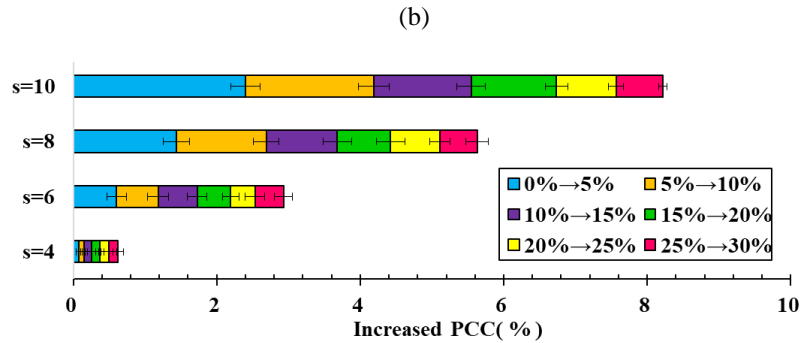 (b)
s=10
s=8
s=6
s=4
0%→5% 5%→10%
10%→15% 15%→20%
20%→25% 25%→30%
0 2 4 6 8 10
Increased PCC( % )